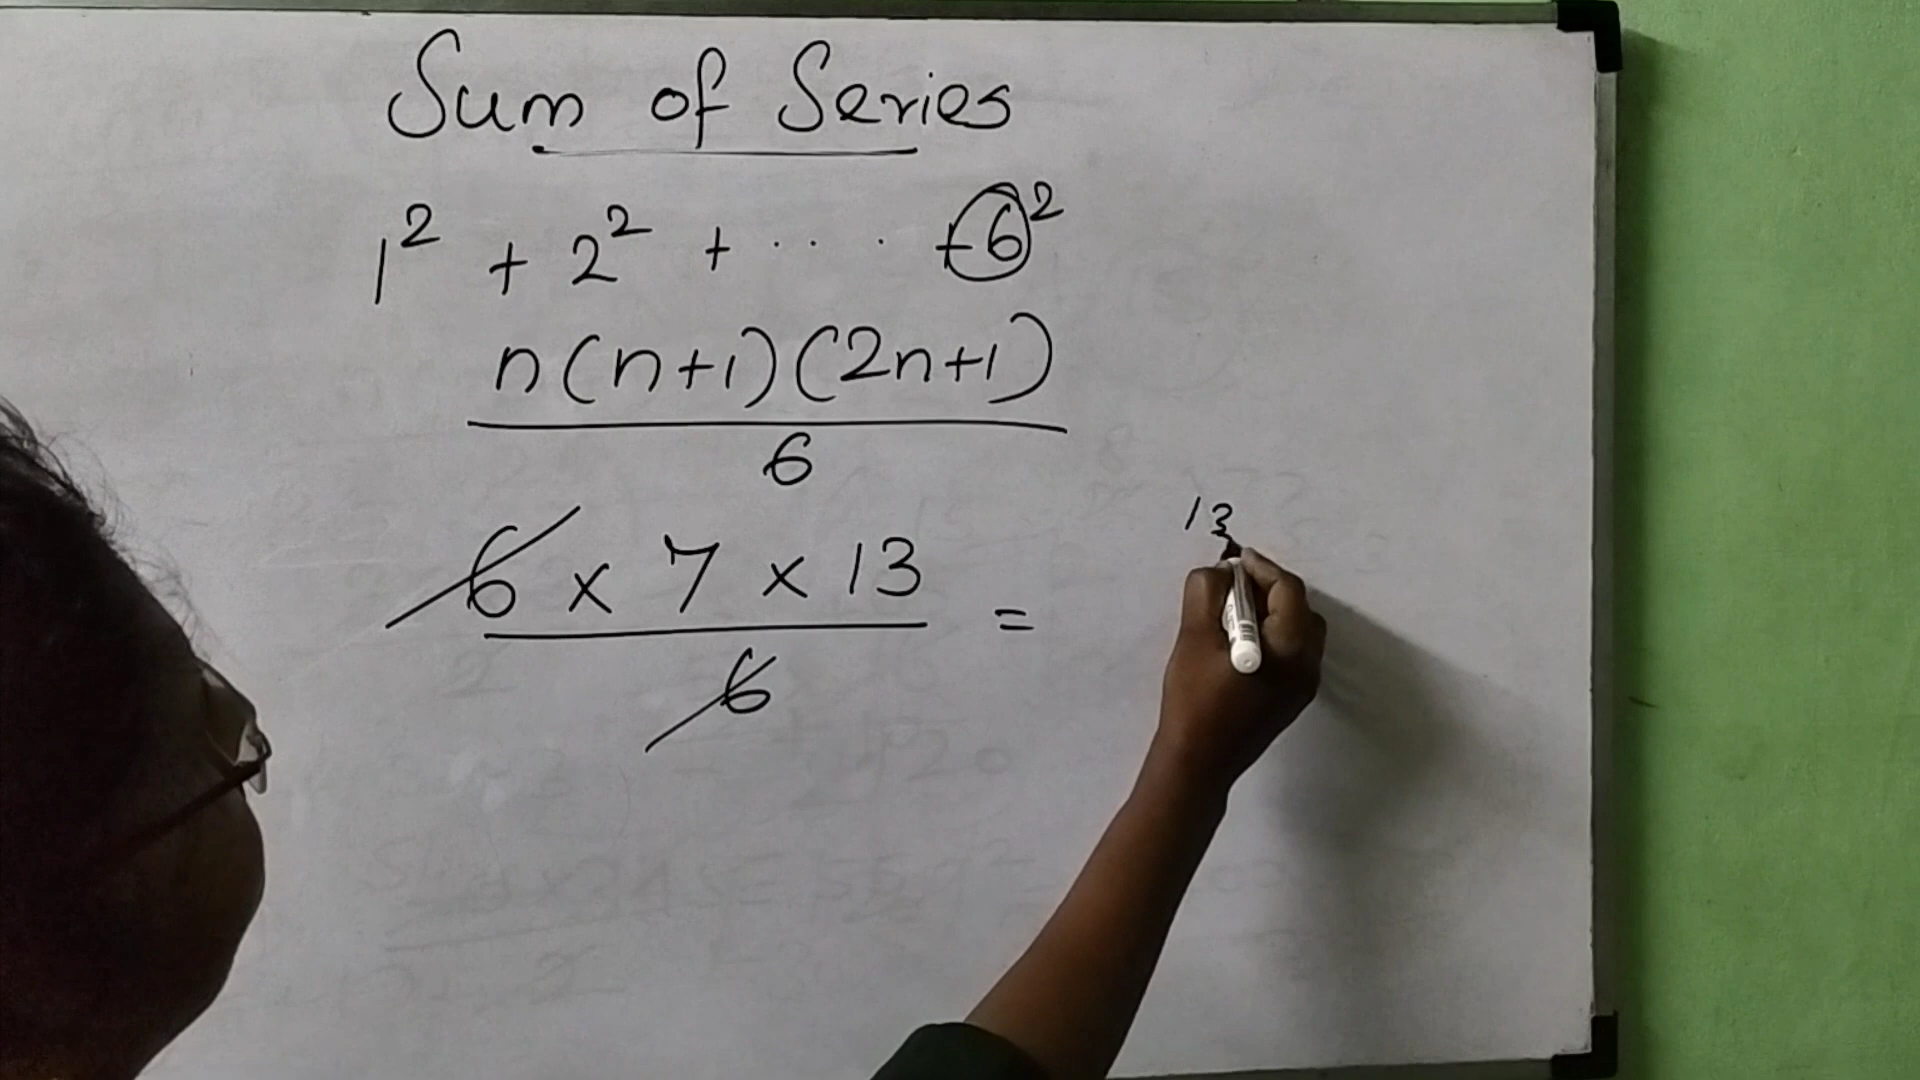 Sum of Series
1² + 2² + ... +6²
n(n+1)(2n+1)
6
13
6 x 7 x 13 =
6